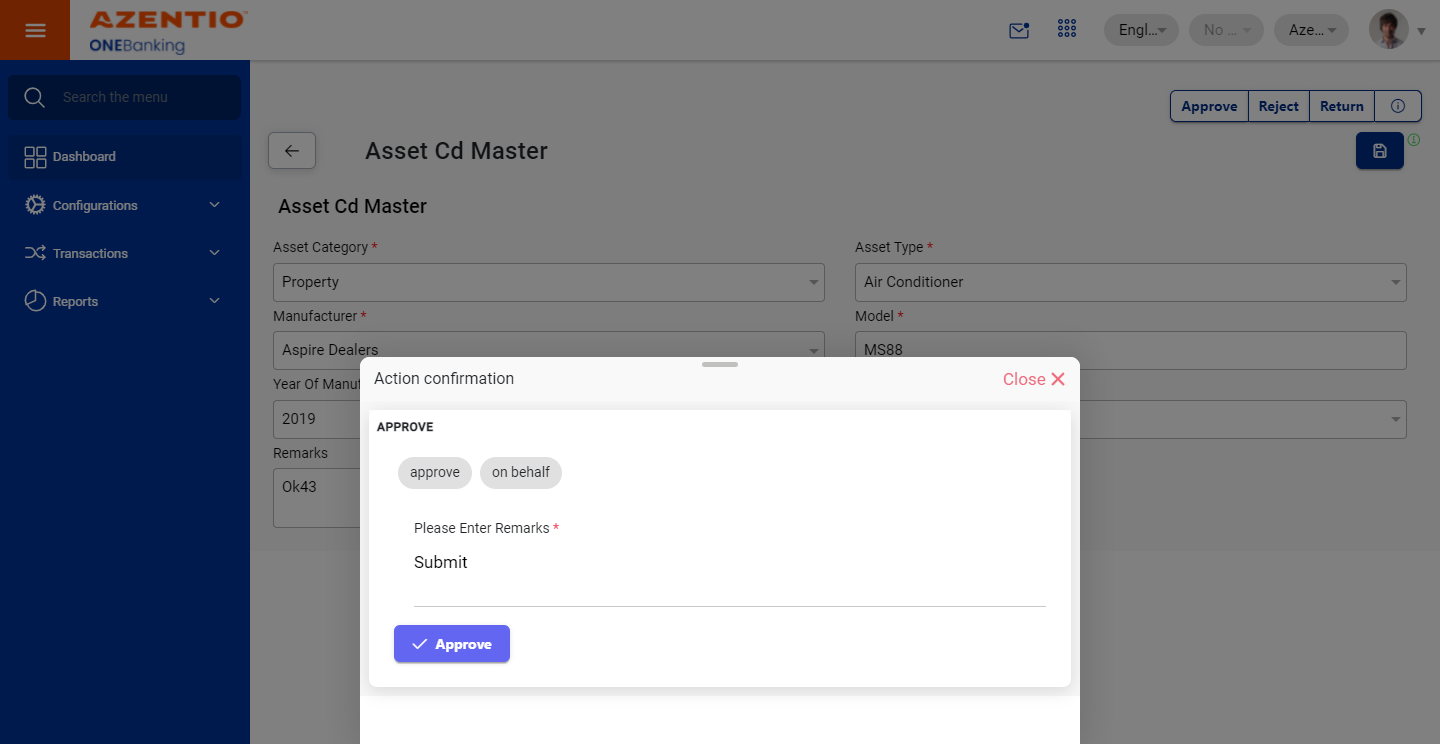 AZENTIO
ONEBanking
Engl...
No ...
Aze...
Search the menu
Dashboard
Configurations
Transactions
Reports
Approve
Reject
Return
Asset Cd Master
Asset Cd Master
Asset Category *
Property
Asset Type *
Air Conditioner
Manufacturer *
Aspire Dealers
Model *
MS88
Year Of Manuf
2019
Remarks
Ok43
Action confirmation
Close
APPROVE
approve
on behalf
Please Enter Remarks *
Submit
Approve